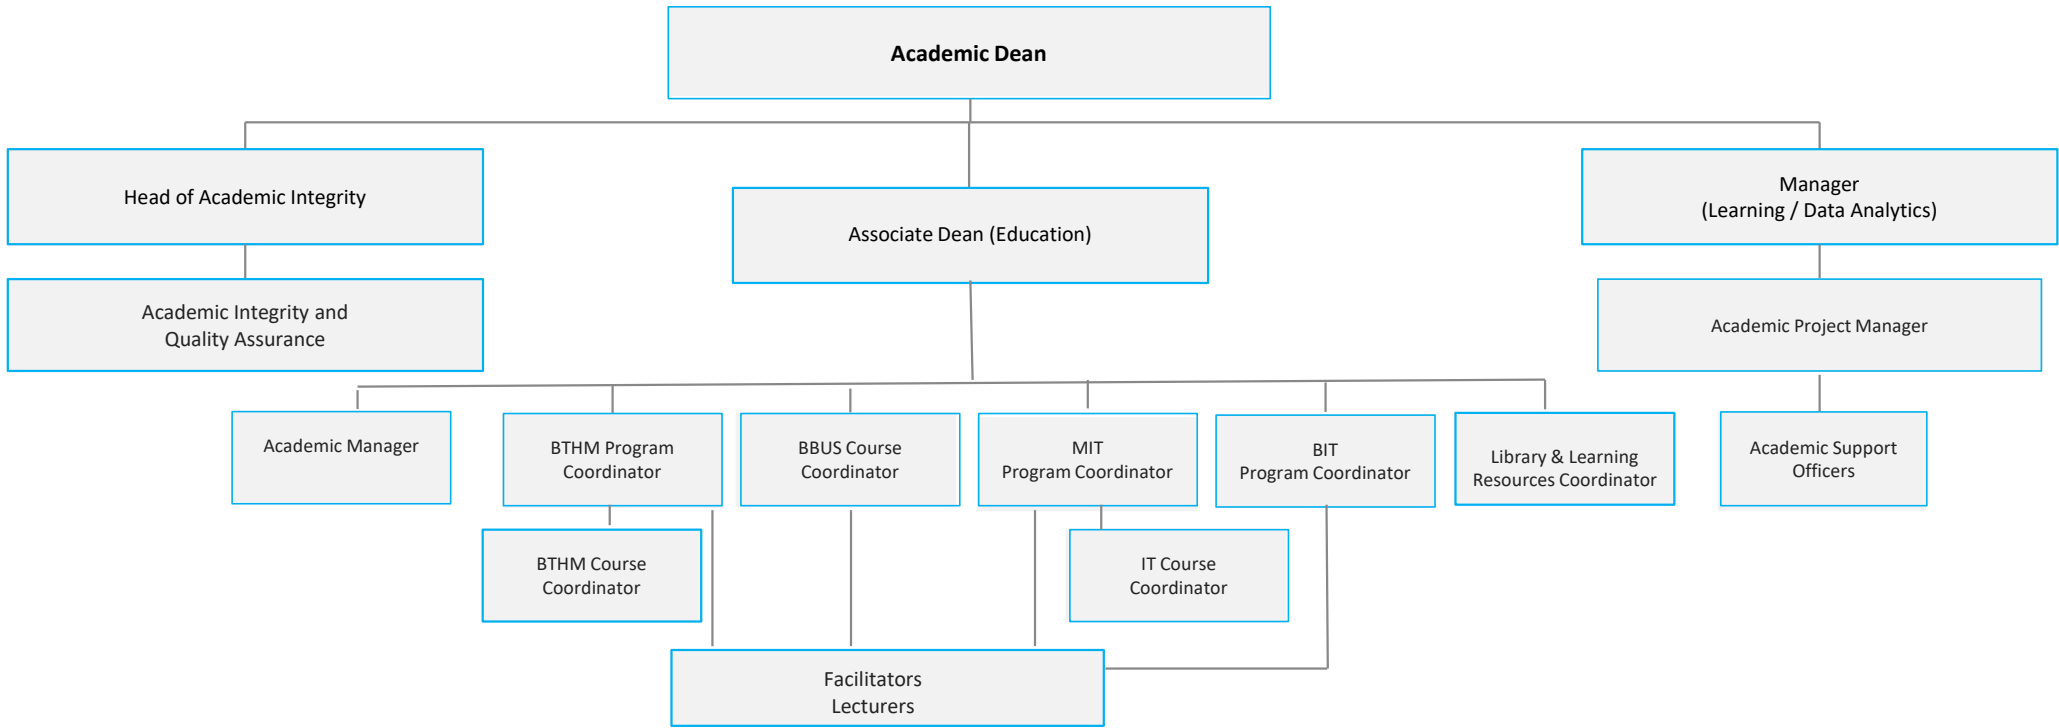 Academic Dean
Head of Academic Integrity
Associate Dean (Education)
Manager
(Learning / Data Analytics)
Academic Integrity and
Quality Assurance
Academic Project Manager
Academic Manager
BTHM Program
Coordinator
BBUS Course
Coordinator
MIT
Program Coordinator
BIT
Program Coordinator
Library & Learning
Resources Coordinator
Academic Support
Officers
BTHM Course
Coordinator
IT Course
Coordinator
Facilitators
Lecturers